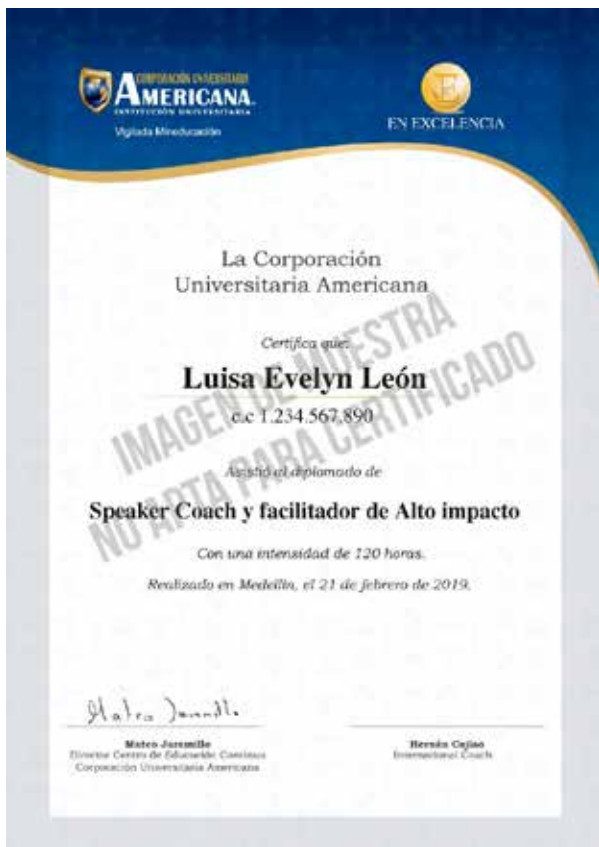 CORPORACIÓN UNIVERSITARIA
AMERICANA.
INSTITUCIÓN UNIVERSITARIA
Vigilada Mineducación
E
EN EXCELENCIA
La Corporación
Universitaria Americana
Certifica que:
Luisa Evelyn León
c.c 1.234.567.890
IMAGEN DE MUESTRA
NO APTA PARA CERTIFICADO
Asistió al diplomado de
Speaker Coach y facilitador de Alto impacto
Con una intensidad de 120 horas.
Realizado en Medellín, el 21 de febrero de 2019.
Mateo Jaramillo
Mateo Jaramillo
Director Centro de Educación Continua
Corporación Universitaria Americana
Hernán Cajiao
International Coach